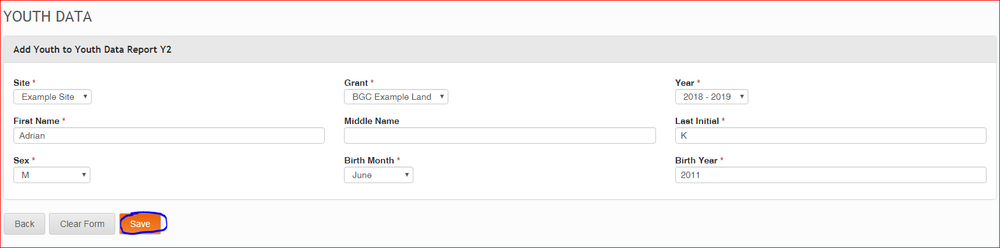 YOUTH DATA
Add Youth to Youth Data Report Y2
Site * Grant * Year *
Example Site BGC Example Land 2018 - 2019
First Name * Middle Name Last Initial *
Adrian K
Sex * Birth Month * Birth Year *
M June 2011
Back Clear Form Save